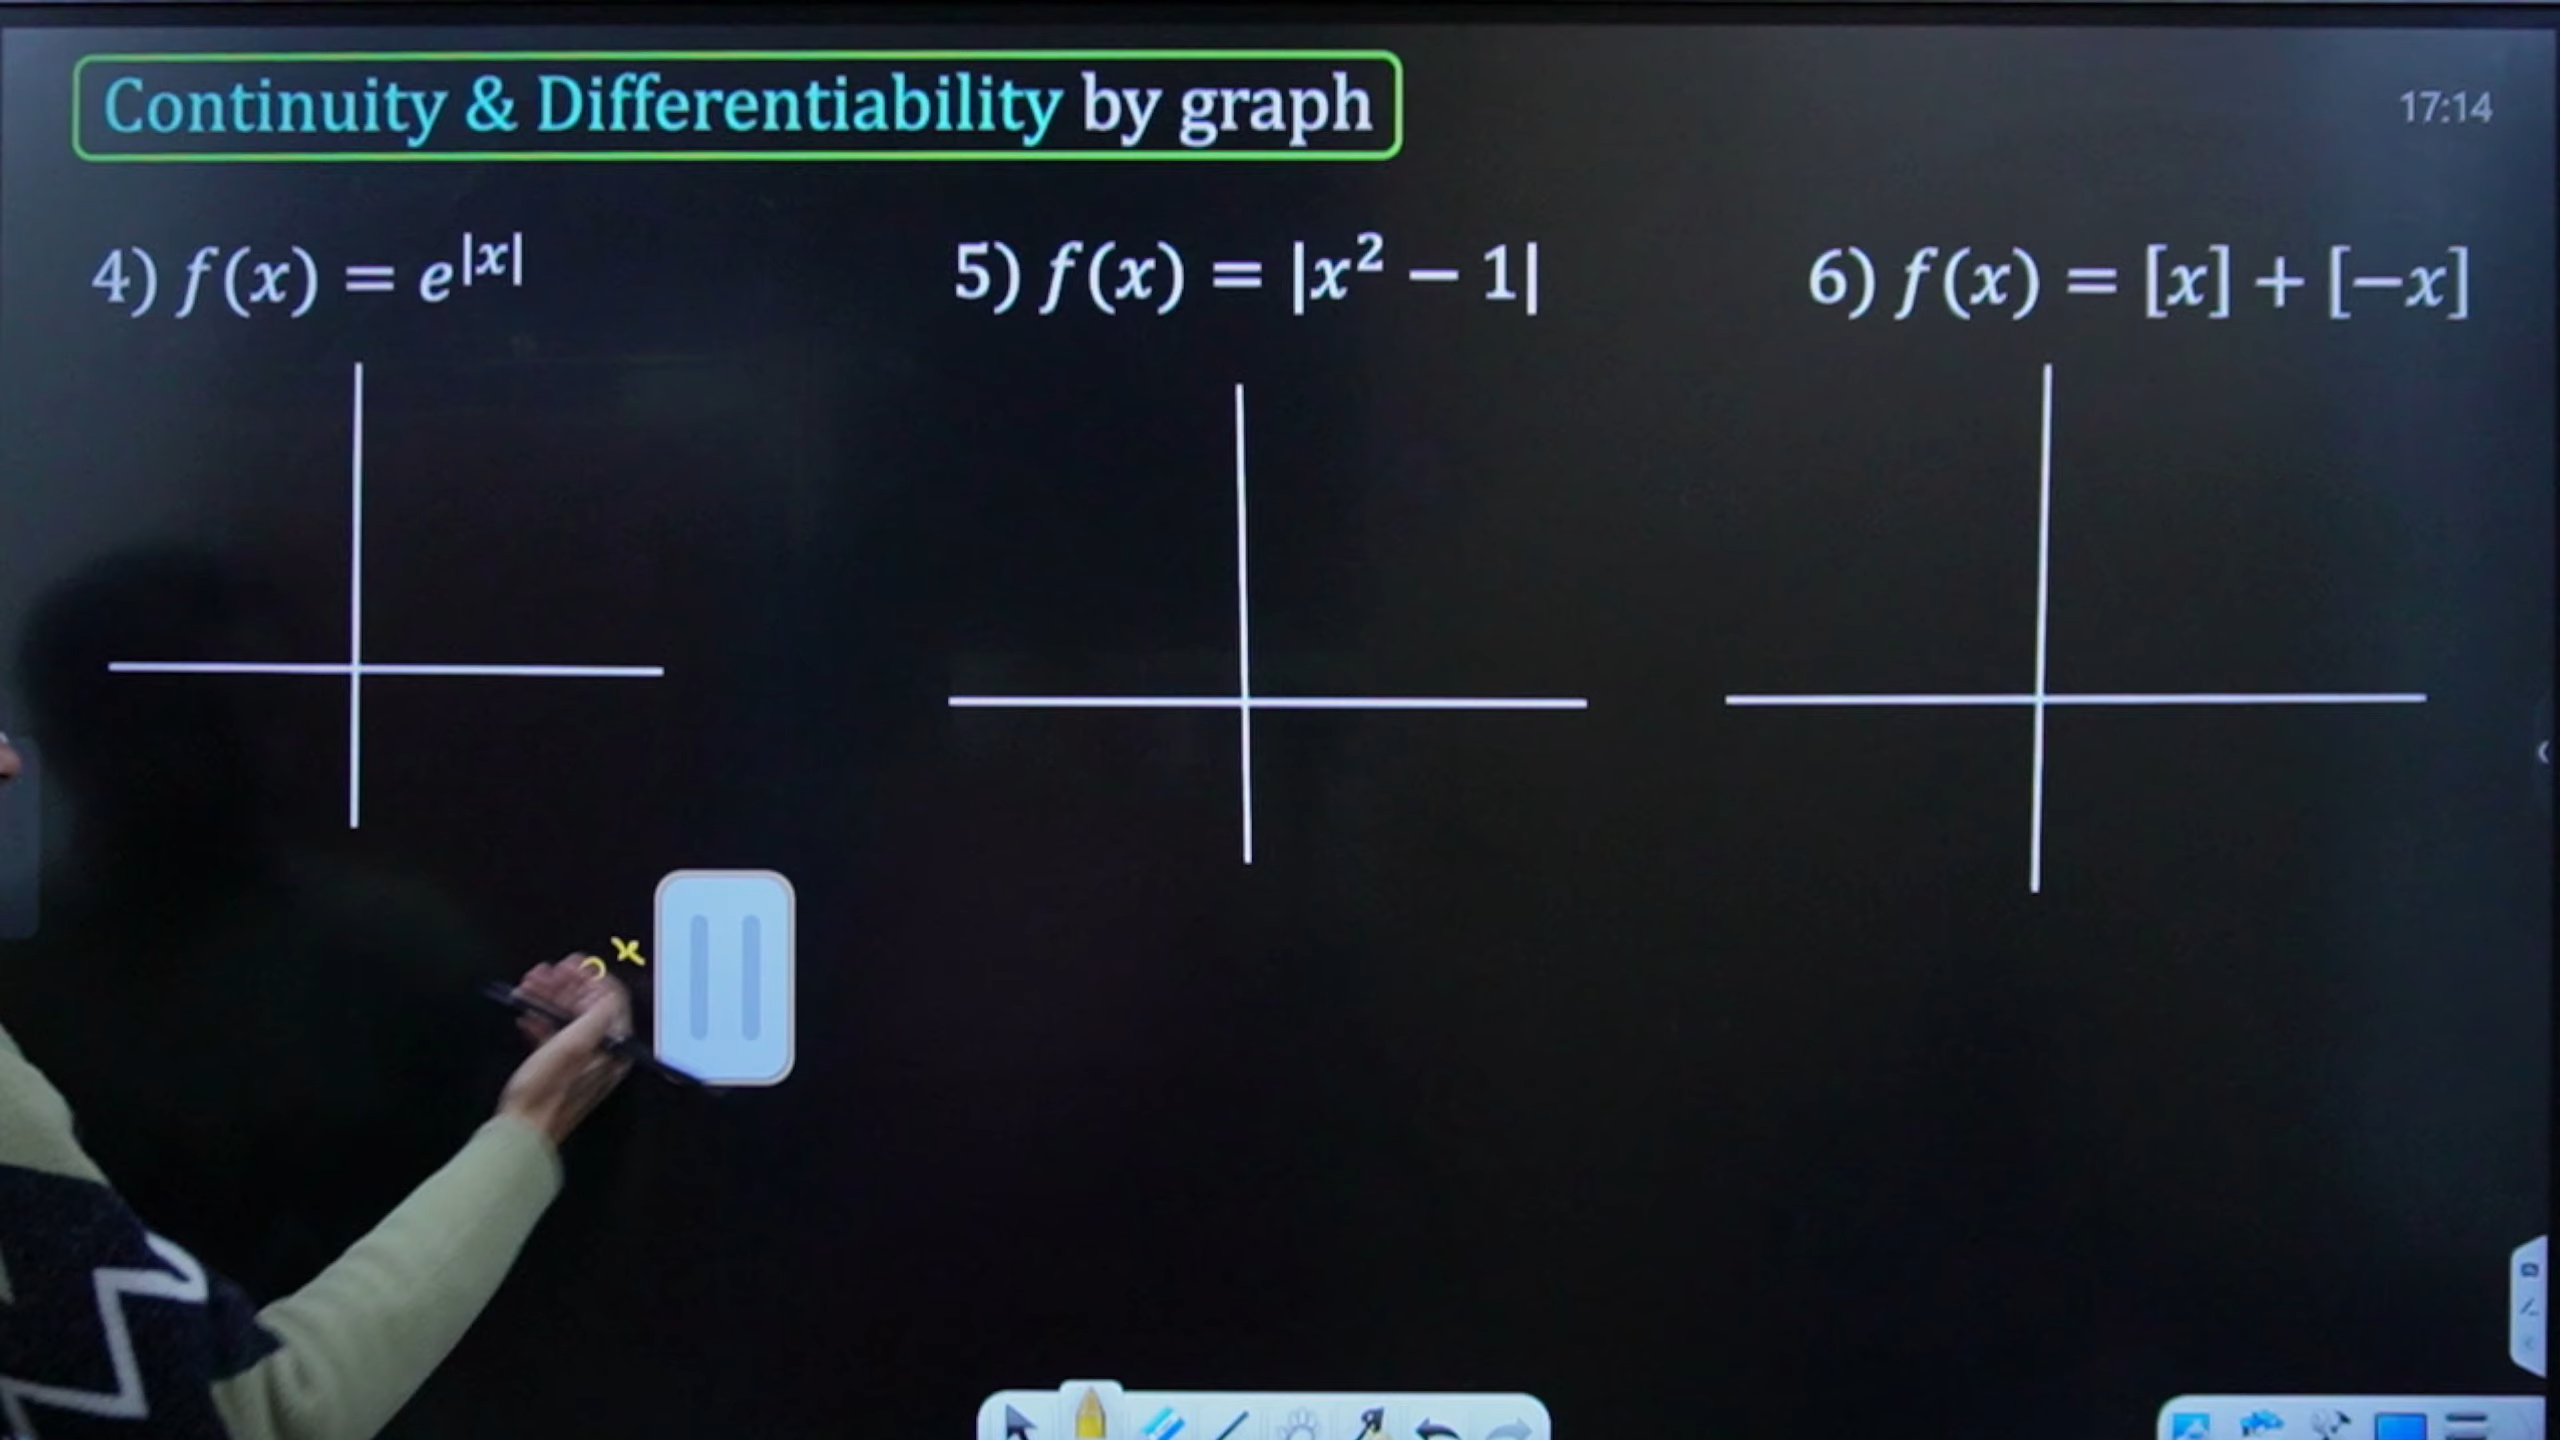 Continuity & Differentiability by graph
17:14
4) f(x) = e^|x|
5) f(x) = |x² − 1|
6) f(x) = [x] + [−x]
x